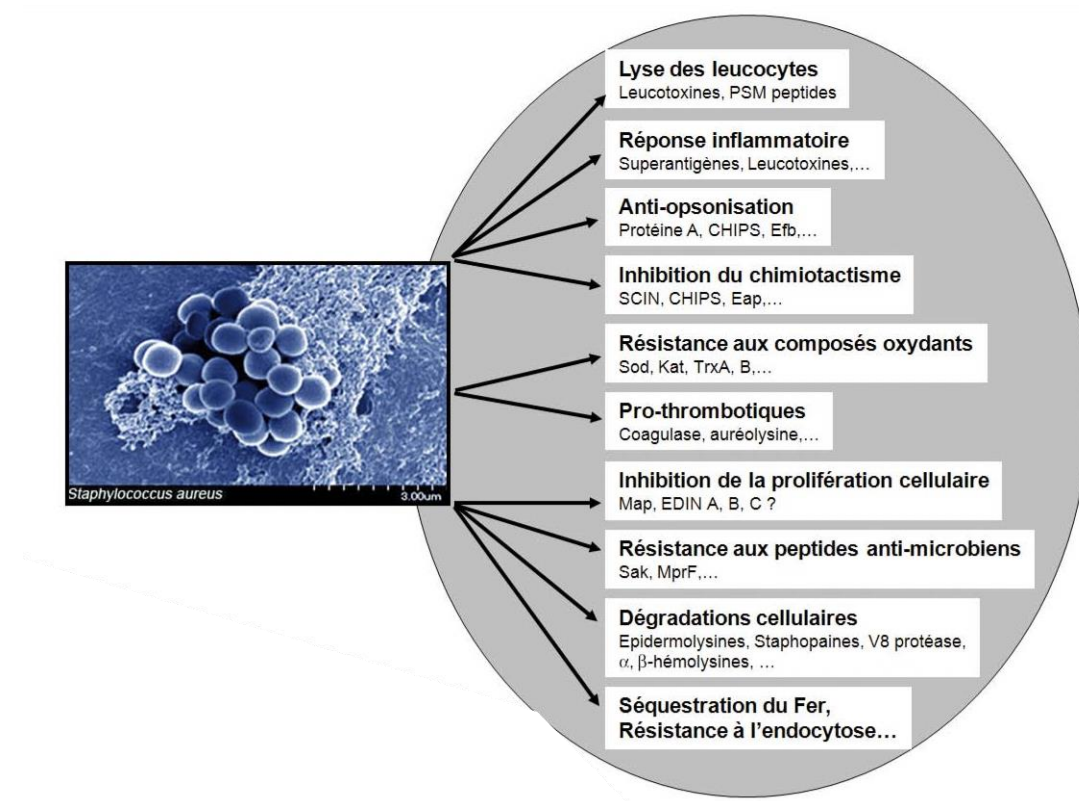 Lyse des leucocytes
Leucotoxines, PSM peptides
Réponse inflammatoire
Superantigènes, Leucotoxines,...
Anti-opsonisation
Protéine A, CHIPS, Efb,...
Inhibition du chimiotactisme
SCIN, CHIPS, Eap,...
Résistance aux composés oxydants
Sod, Kat, TrxA, B,...
Pro-thrombotiques
Coagulase, auréolysine,...
Inhibition de la prolifération cellulaire
Map, EDIN A, B, C ?
Résistance aux peptides anti-microbiens
Sak, MprF,...
Dégradations cellulaires
Epidermolysines, Staphopaines, V8 protéase,
α, β-hémolysines, ...
Séquestration du Fer,
Résistance à l'endocytose...
Staphylococcus aureus
3.00um